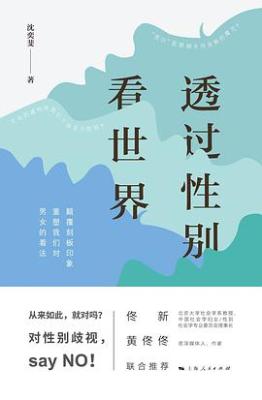 沈奕斐
著
透过性别
看世界
颠覆刻板印象
重塑我们对
男女的看法
从来如此，就对吗？
对性别歧视，
say NO！
佟 新
北京大学社会学系教授、
中国社会学会妇女/性别
社会学专业委员会理事长
黄佟佟
资深媒体人、作家
联合推荐
上海人民出版社